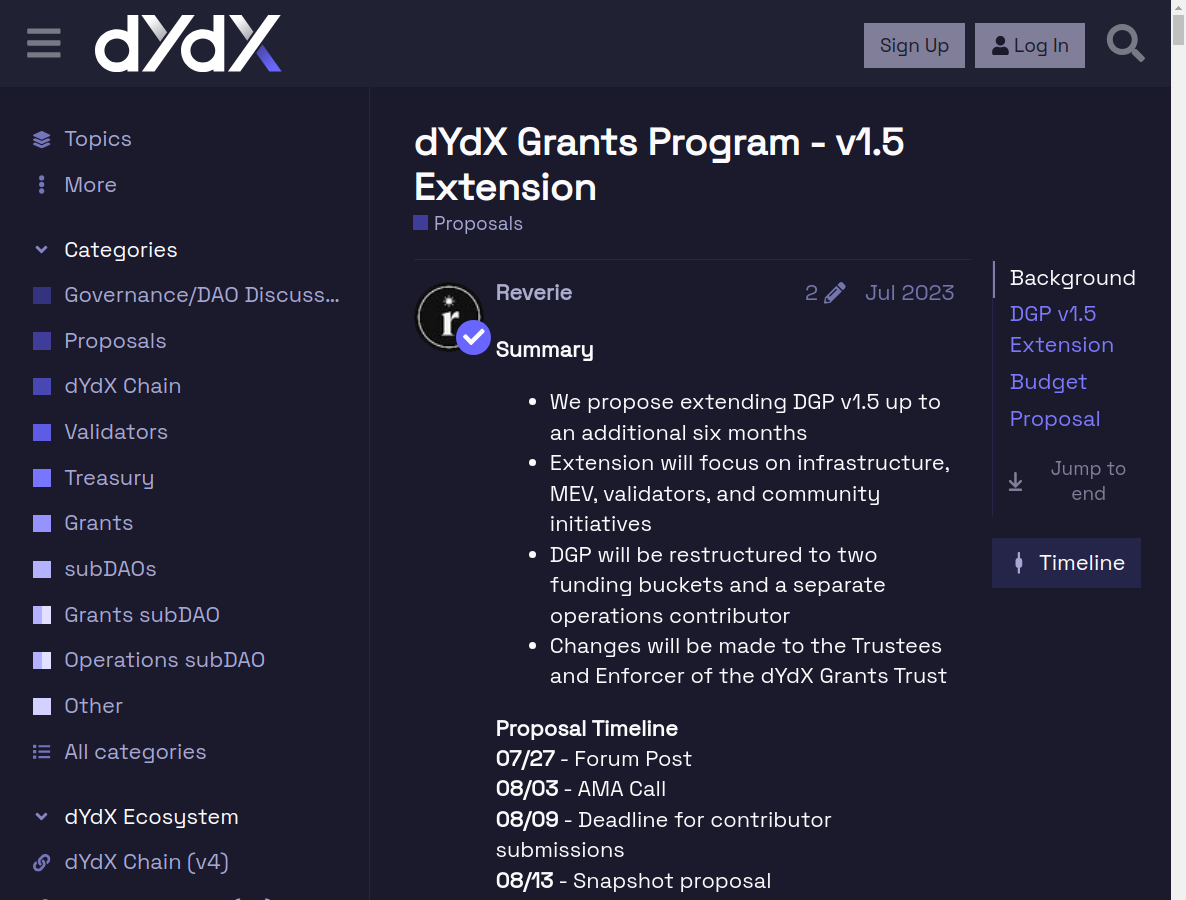 dYdX
Sign Up
Log In
Topics
More
Categories
Governance/DAO Discuss...
Proposals
dYdX Chain
Validators
Treasury
Grants
subDAOs
Grants subDAO
Operations subDAO
Other
All categories
dYdX Ecosystem
dYdX Chain (v4)
dYdX Grants Program - v1.5
Extension
Proposals
Reverie
2
Jul 2023
r
Summary
• We propose extending DGP v1.5 up to
an additional six months
• Extension will focus on infrastructure,
MEV, validators, and community
initiatives
• DGP will be restructured to two
funding buckets and a separate
operations contributor
• Changes will be made to the Trustees
and Enforcer of the dYdX Grants Trust
Proposal Timeline
07/27 - Forum Post
08/03 - AMA Call
08/09 - Deadline for contributor
submissions
08/13 - Snapshot proposal
Background
DGP v1.5
Extension
Budget
Proposal
Jump to
end
Timeline